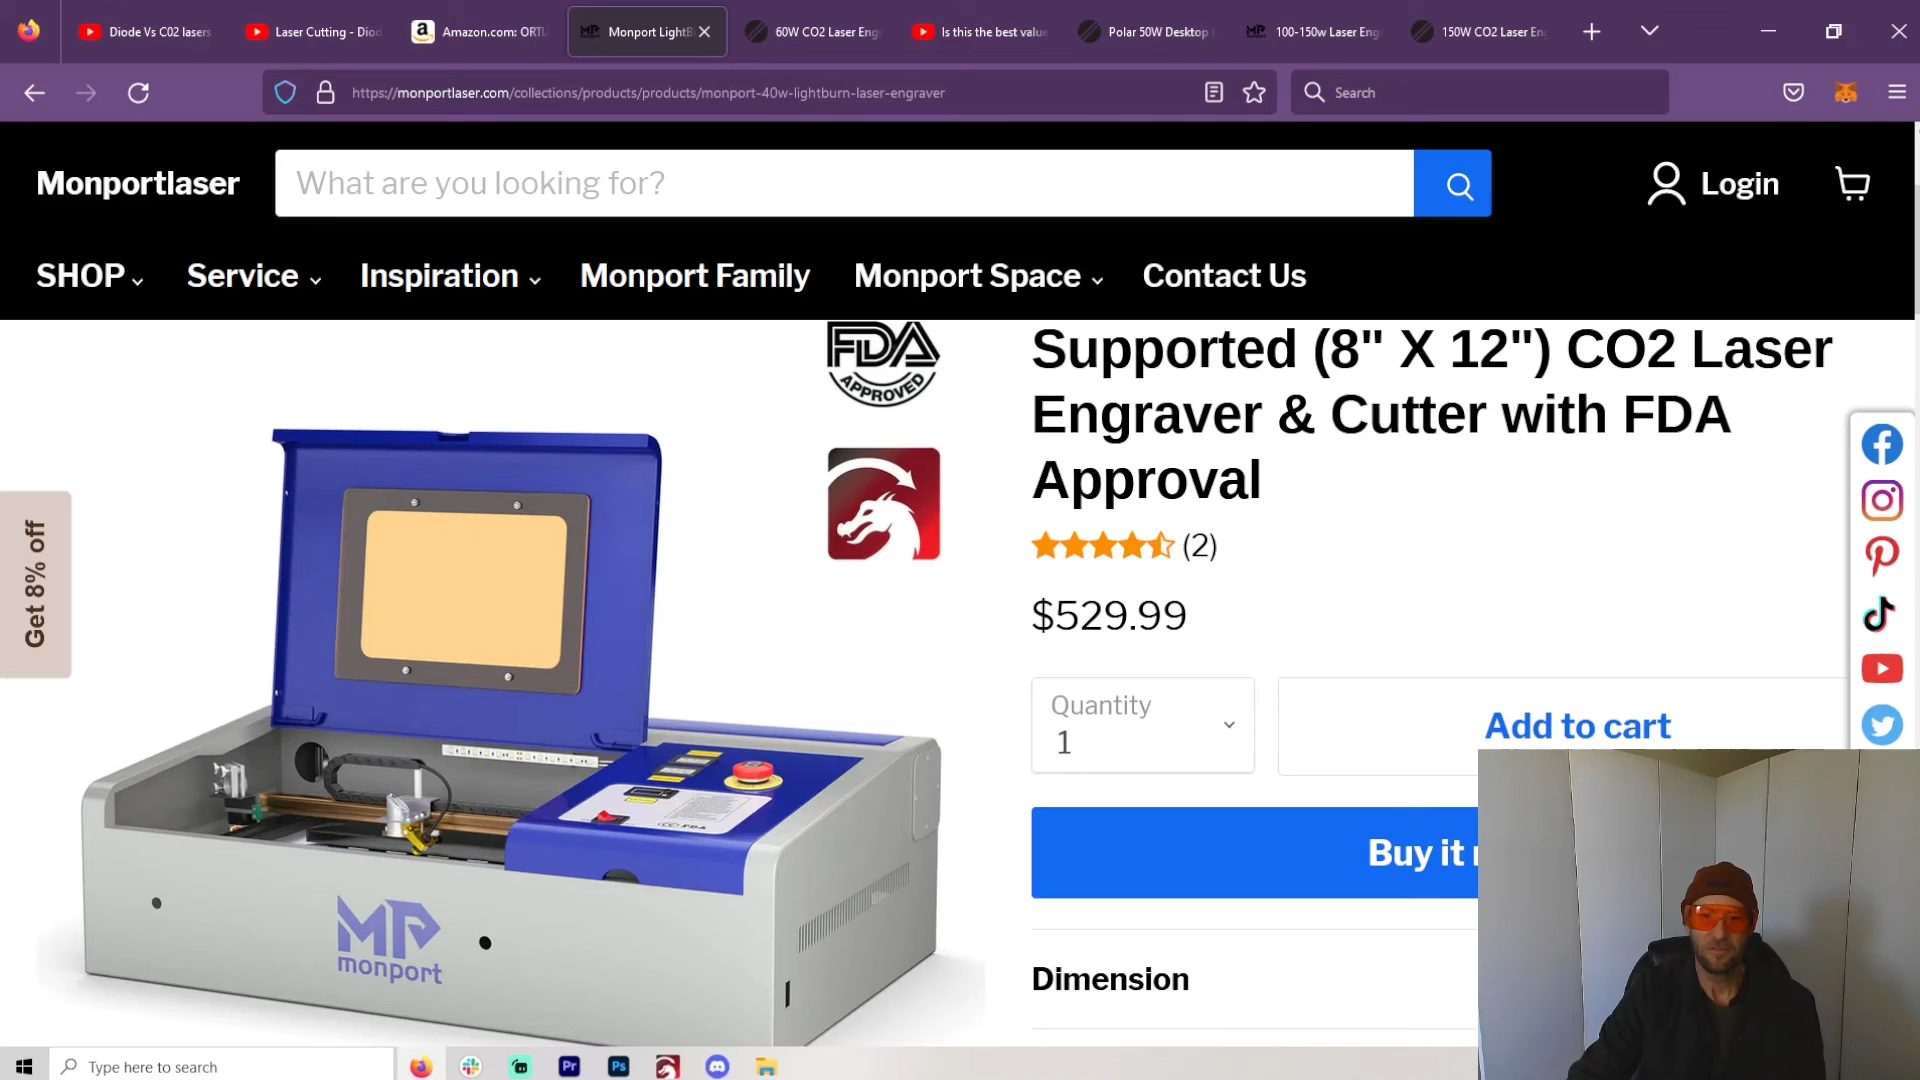 Diode Vs C02 lasers
Laser Cutting - Diod
Amazon.com: ORTU
Monport LightB
60W CO2 Laser Eng
Is this the best value
Polar 50W Desktop
100-150w Laser Eng
150W CO2 Laser En
https://monportlaser.com/collections/products/products/monport-40w-lightburn-laser-engraver
Search
Monportlaser
What are you looking for?
Login
SHOP
Service
Inspiration
Monport Family
Monport Space
Contact Us
FDA
APPROVED
Supported (8" X 12") CO2 Laser
Engraver & Cutter with FDA
Approval
(2)
$529.99
Quantity
1
Add to cart
Buy it
Dimension
Get 8% off
MP
monport
Type here to search
Pr
Ps